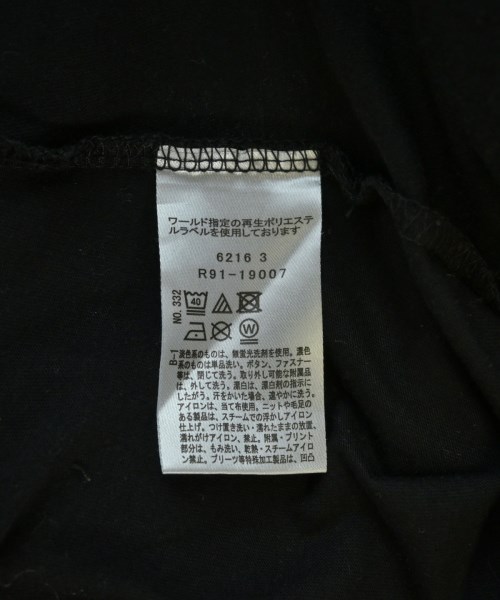 ワールド指定の再生ポリエステ
ルラベルを使用しております
6216 3
R91-19007
NO. 332
40
W
B-1
淡色系のものは、無蛍光洗剤を使用。濃色
系のものは単品洗い。ボタン、ファスナー
等は、閉じて洗う。取り外し可能な附属品
は、外して洗う。漂白は、漂白剤の指示に
したがう。汗をかいた場合、速やかに洗う。
アイロンは、当て布使用。ニットや毛足の
ある製品は、スチームでの浮かしアイロン
仕上げ。つけ置き洗い・濡れたままの放置、
濡れがけアイロン、禁止。附属・プリント
部分は、もみ洗い、乾熱・スチームアイロ
ン禁止。プリーツ等特殊加工製品は、凹凸